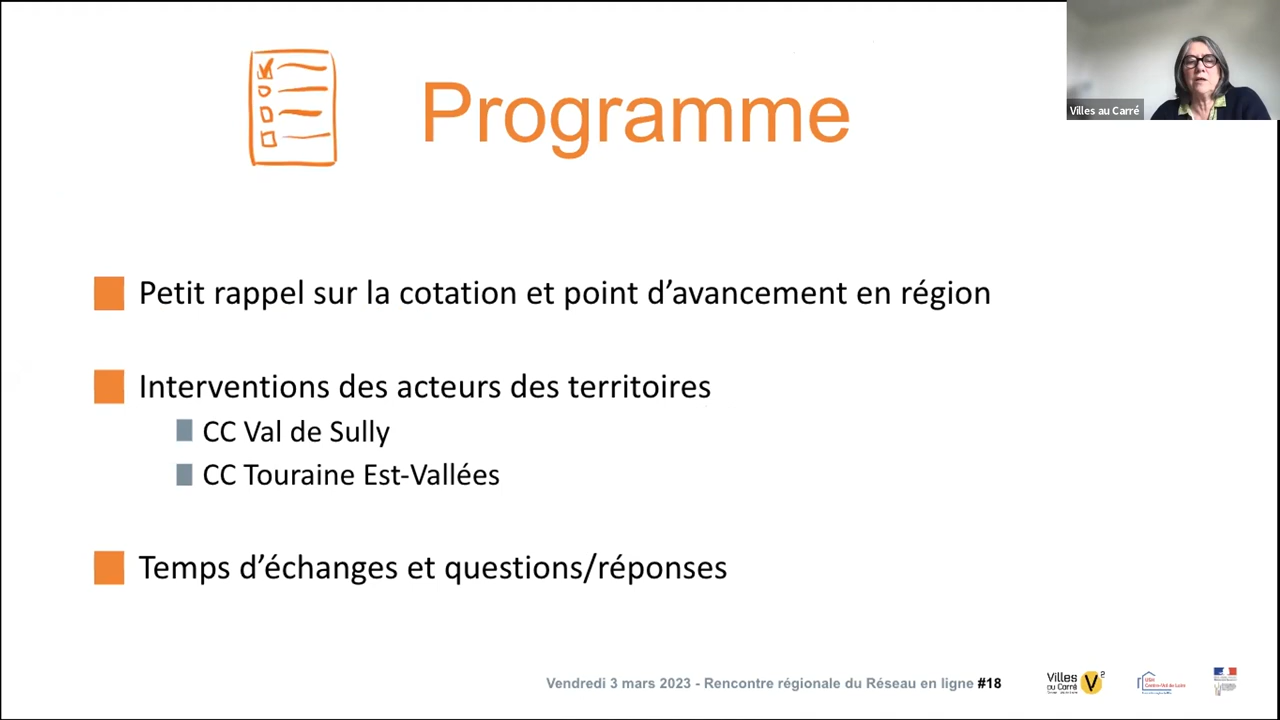 Programme
Villes au Carré
Petit rappel sur la cotation et point d’avancement en région
Interventions des acteurs des territoires
CC Val de Sully
CC Touraine Est-Vallées
Temps d’échanges et questions/réponses
Vendredi 3 mars 2023 - Rencontre régionale du Réseau en ligne #18
Villes
au Carré
V2